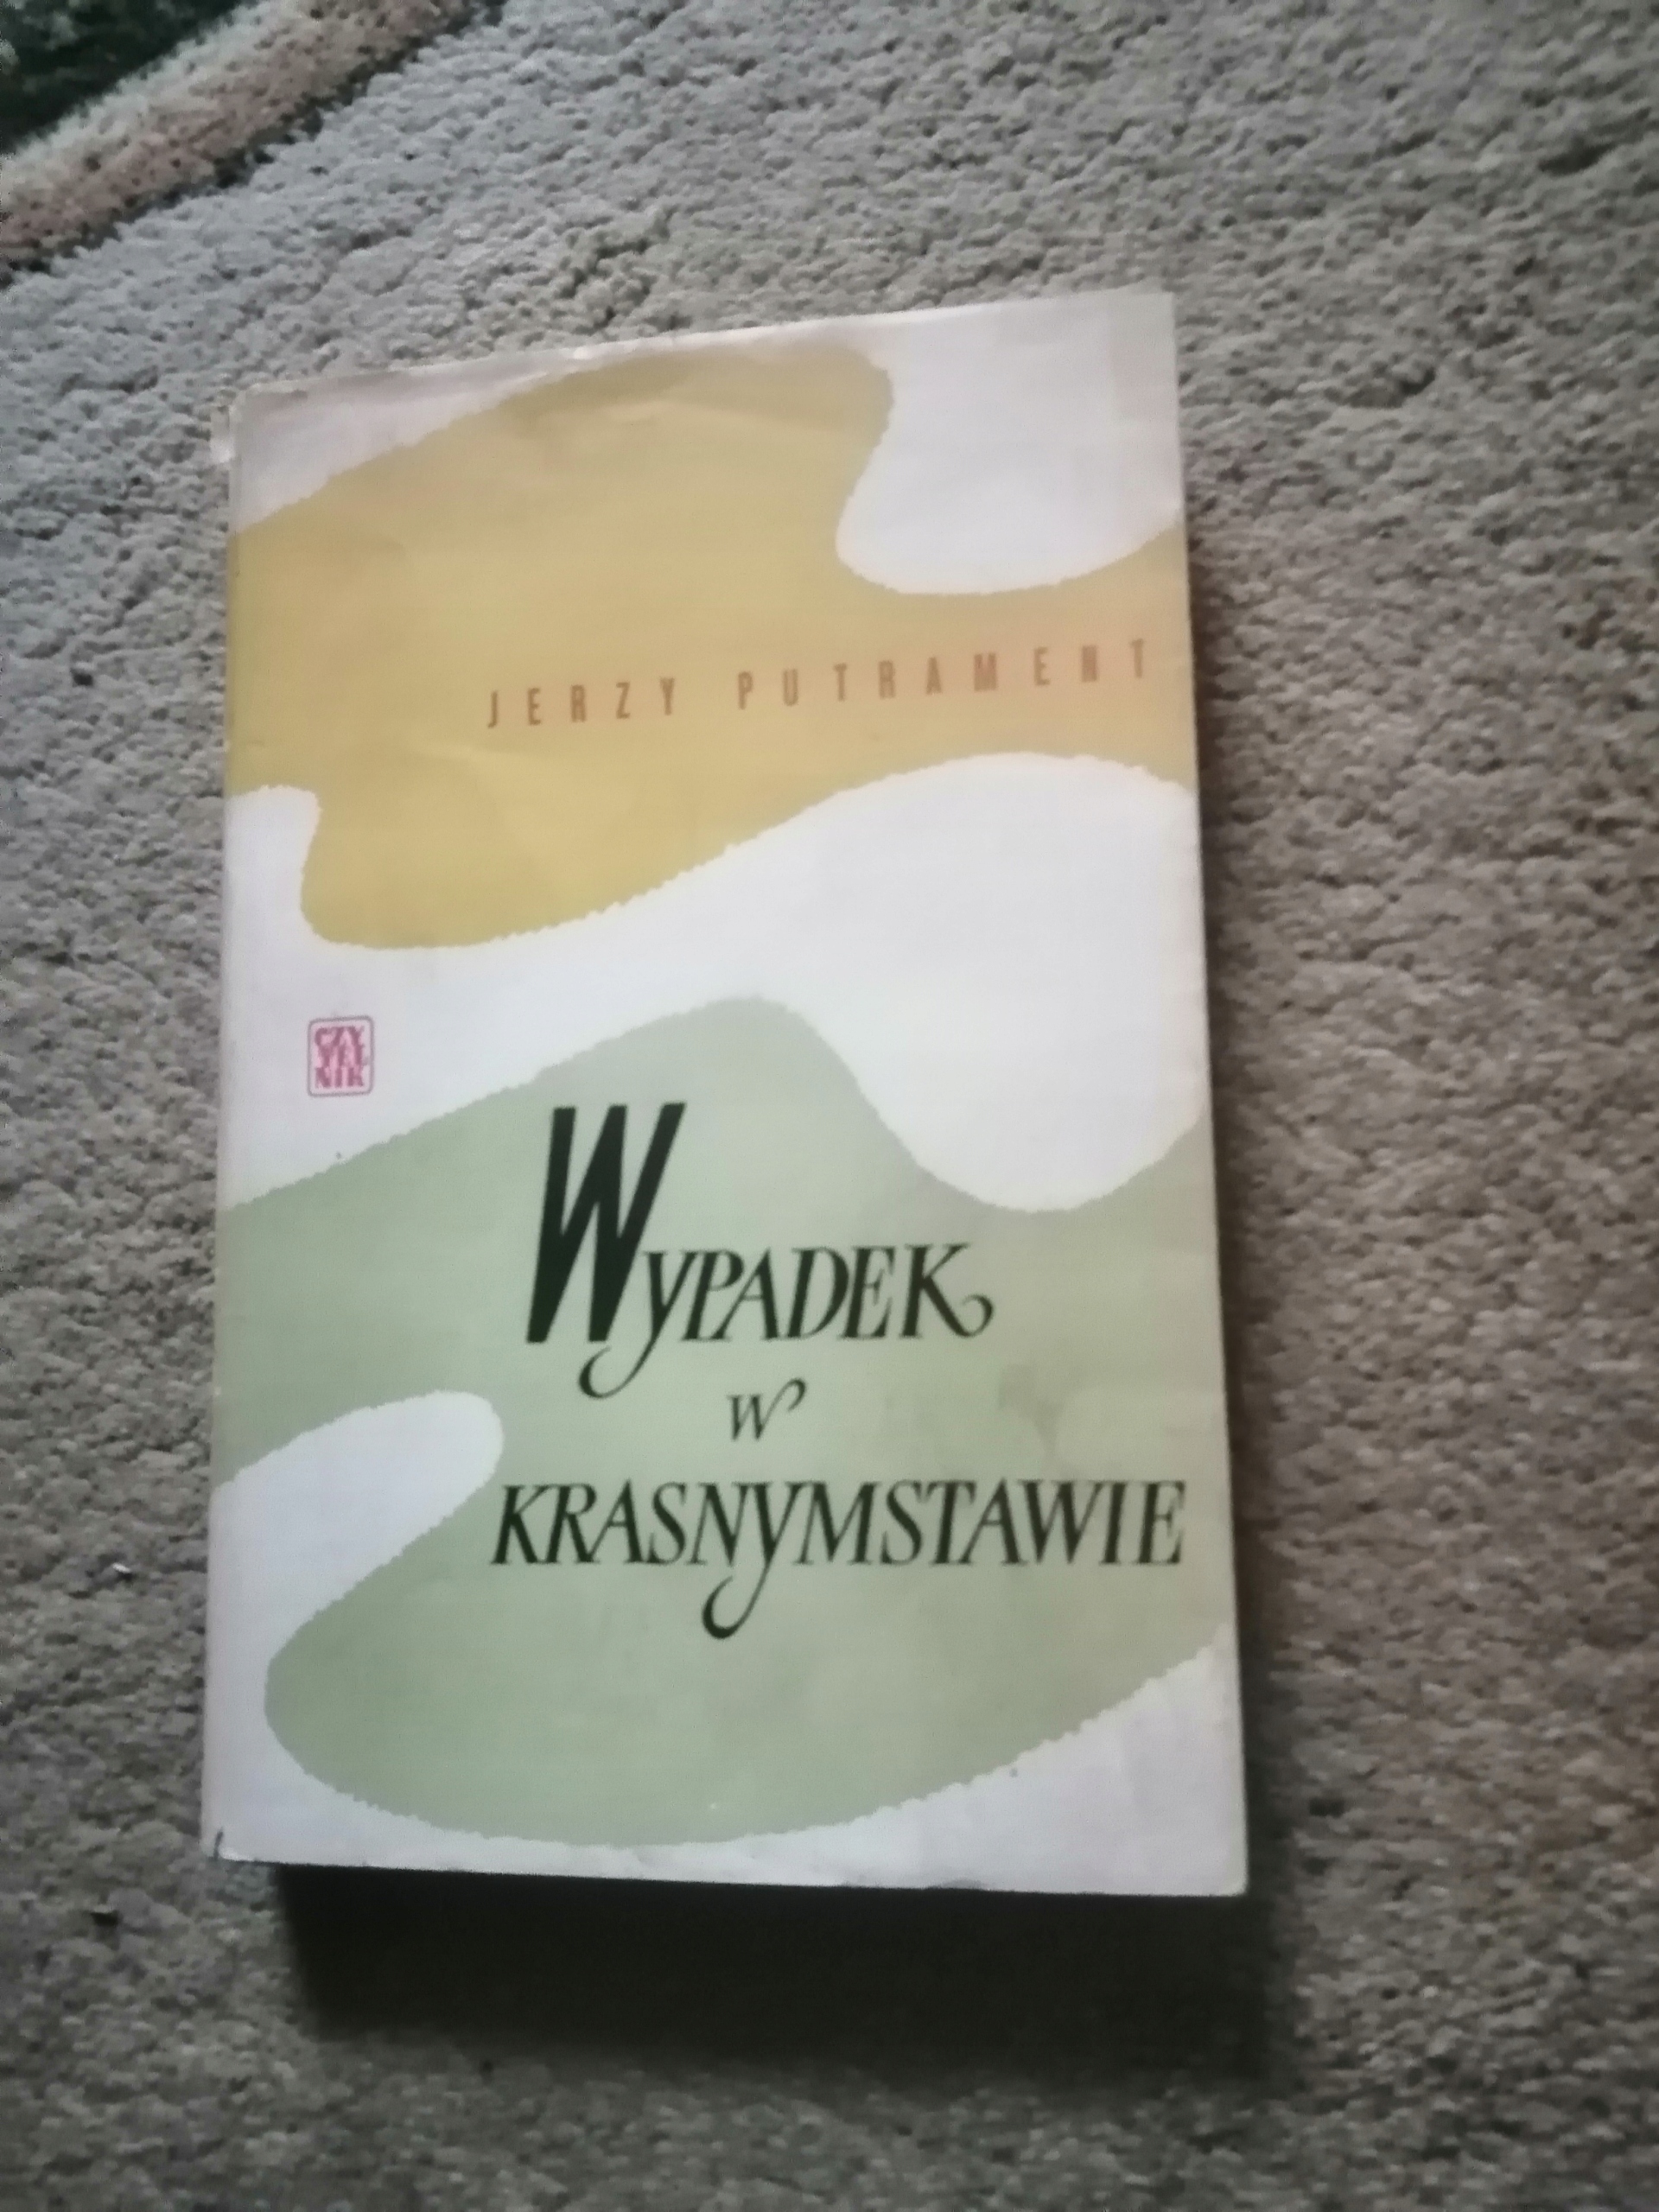 JERZY PUTRAMENT
CZY
TEL
NIK
WYPADEK
W
KRASNYMSTAWIE